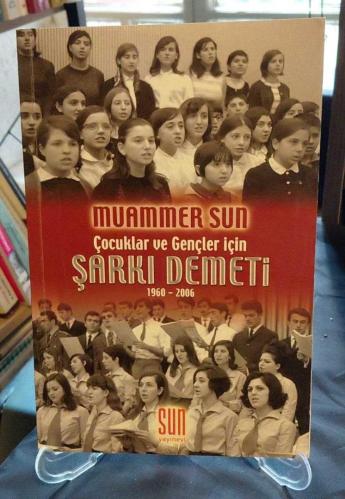 MUAMMER SUN
Çocuklar ve Gençler için
ŞARKI DEMETİ
1960 - 2006
SUN
yayınevi